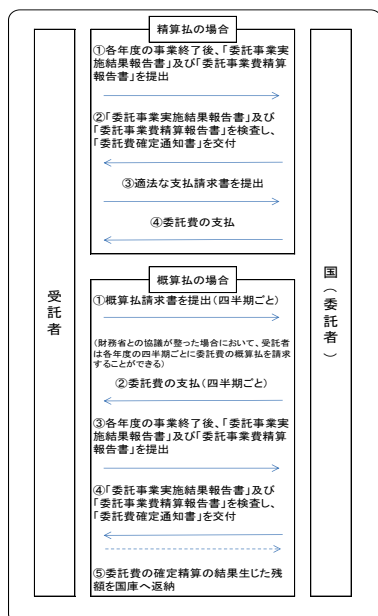 精算払の場合
①各年度の事業終了後、「委託事業実
施結果報告書」及び「委託事業費精算
報告書」を提出
②「委託事業実施結果報告書」及び
「委託事業費精算報告書」を検査し、
「委託費確定通知書」を交付
③適法な支払請求書を提出
④委託費の支払
受託者
国(委託者)
概算払の場合
①概算払請求書を提出(四半期ごと)
(財務省との協議が整った場合において、受託者
は各年度の四半期ごとに委託費の概算払を請求
することができる)
②委託費の支払(四半期ごと)
③各年度の事業終了後、「委託事業実
施結果報告書」及び「委託事業費精算
報告書」を提出
④「委託事業実施結果報告書」及び
「委託事業費精算報告書」を検査し、
「委託費確定通知書」を交付
⑤委託費の確定精算の結果生じた残
額を国庫へ返納